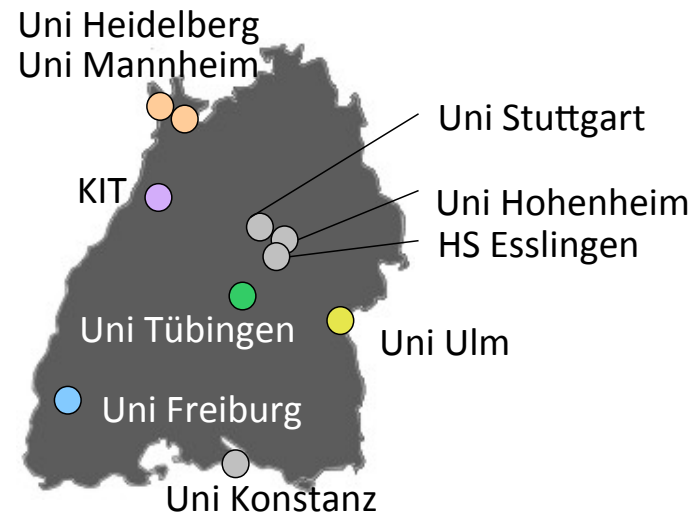 Uni Heidelberg
Uni Mannheim
Uni Stuttgart
KIT
Uni Hohenheim
HS Esslingen
Uni Tübingen
Uni Ulm
Uni Freiburg
Uni Konstanz